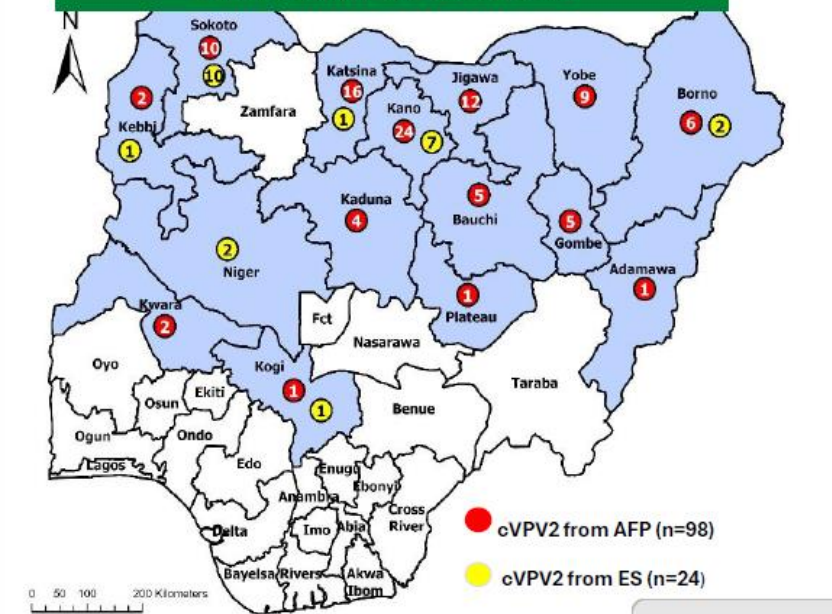 N
Sokoto
10
10
Katsina
16
1
Jigawa
12
Yobe
9
Borno
6
2
2
Kebbi
1
Zamfara
Kano
24
7
Kaduna
4
5
Bauchi
5
Gombe
2
Niger
Adamawa
1
1
Plateau
Kwara
2
Fct
Nasarawa
Kogi
1
1
Oyo
Taraba
Benue
Osun
Ekiti
Ogun
Ondo
Lagos
Edo
Enugu
Ebonyi
Anambra
Cross
River
Delta
Imo
Abia
Bayelsa
Rivers
Akwa
Ibom
cVPV2 from AFP (n=98)
cVPV2 from ES (n=24)
0 50 100 200 Kilometers